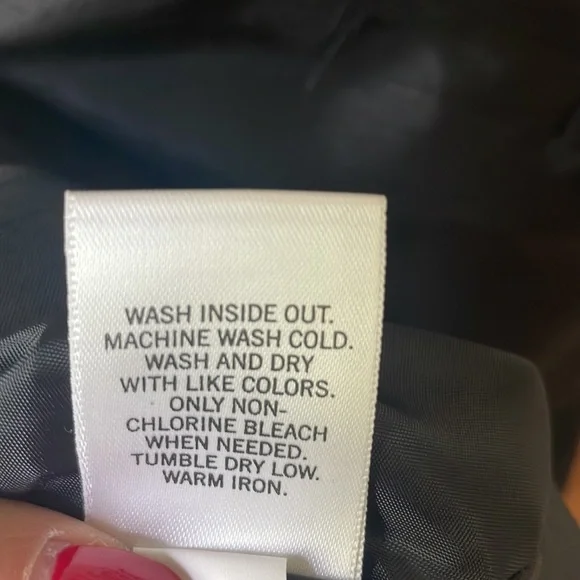 WASH INSIDE OUT.
MACHINE WASH COLD.
WASH AND DRY
WITH LIKE COLORS.
ONLY NON-
CHLORINE BLEACH
WHEN NEEDED.
TUMBLE DRY LOW.
WARM IRON.